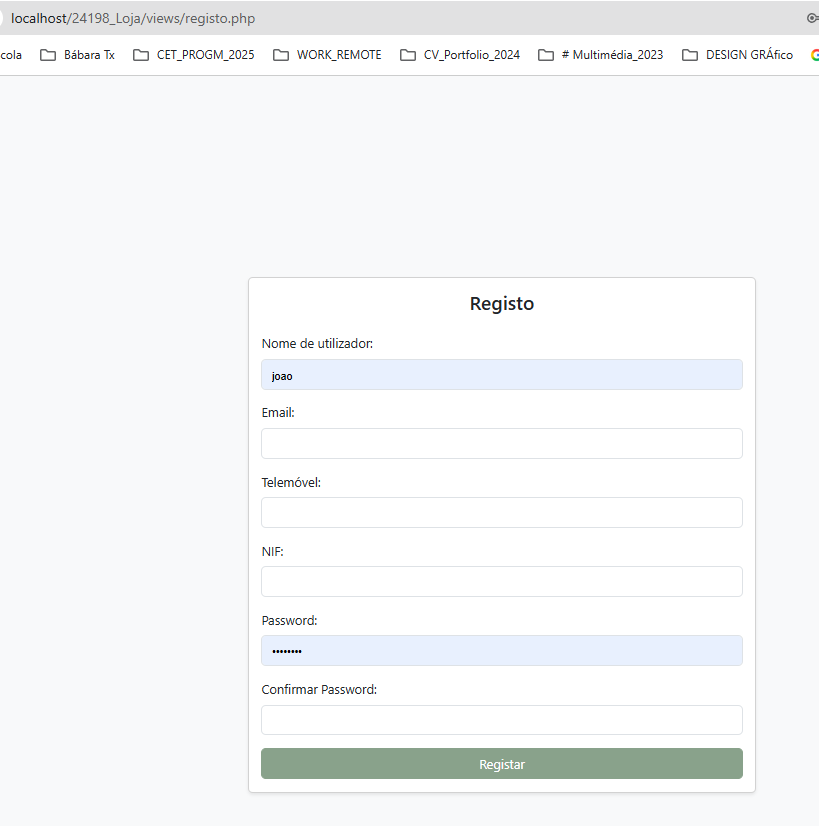 localhost/24198_Loja/views/registo.php
cola Bábara Tx CET_PROGM_2025 WORK_REMOTE CV_Portfolio_2024 # Multimédia_2023 DESIGN GRÁfico
Registo
Nome de utilizador:
joao
Email:
Telemóvel:
NIF:
Password:
••••••••
Confirmar Password:
Registar